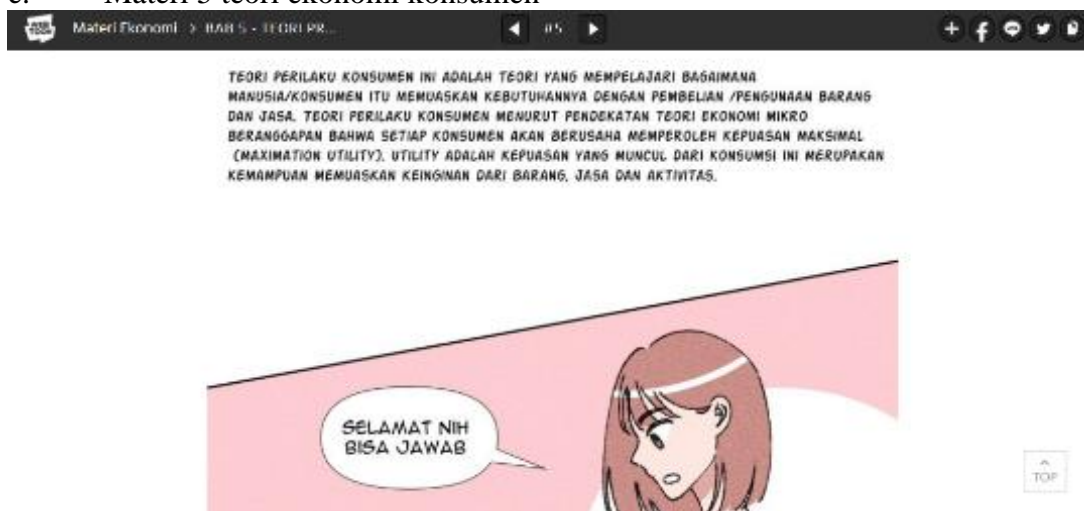 Materi 5 teori ekonomi konsumen
WEB TOON Materi Ekonomi > BAB 5 - TEORI PR... #5
TEORI PERILAKU KONSUMEN INI ADALAH TEORI YANG MEMPELAJARI BAGAIMANA
MANUSIA/KONSUMEN ITU MEMUASKAN KEBUTUHANNYA DENGAN PEMBELIAN /PENGUNAAN BARANG
DAN JASA. TEORI PERILAKU KONSUMEN MENURUT PENDEKATAN TEORI EKONOMI MIKRO
BERANGGAPAN BAHWA SETIAP KONSUMEN AKAN BERUSAHA MEMPEROLEH KEPUASAN MAKSIMAL
(MAXIMATION UTILITY). UTILITY ADALAH KEPUASAN YANG MUNCUL DARI KONSUMSI INI MERUPAKAN
KEMAMPUAN MEMUASKAN KEINGINAN DARI BARANG, JASA DAN AKTIVITAS.
SELAMAT NIH
BISA JAWAB
TOP